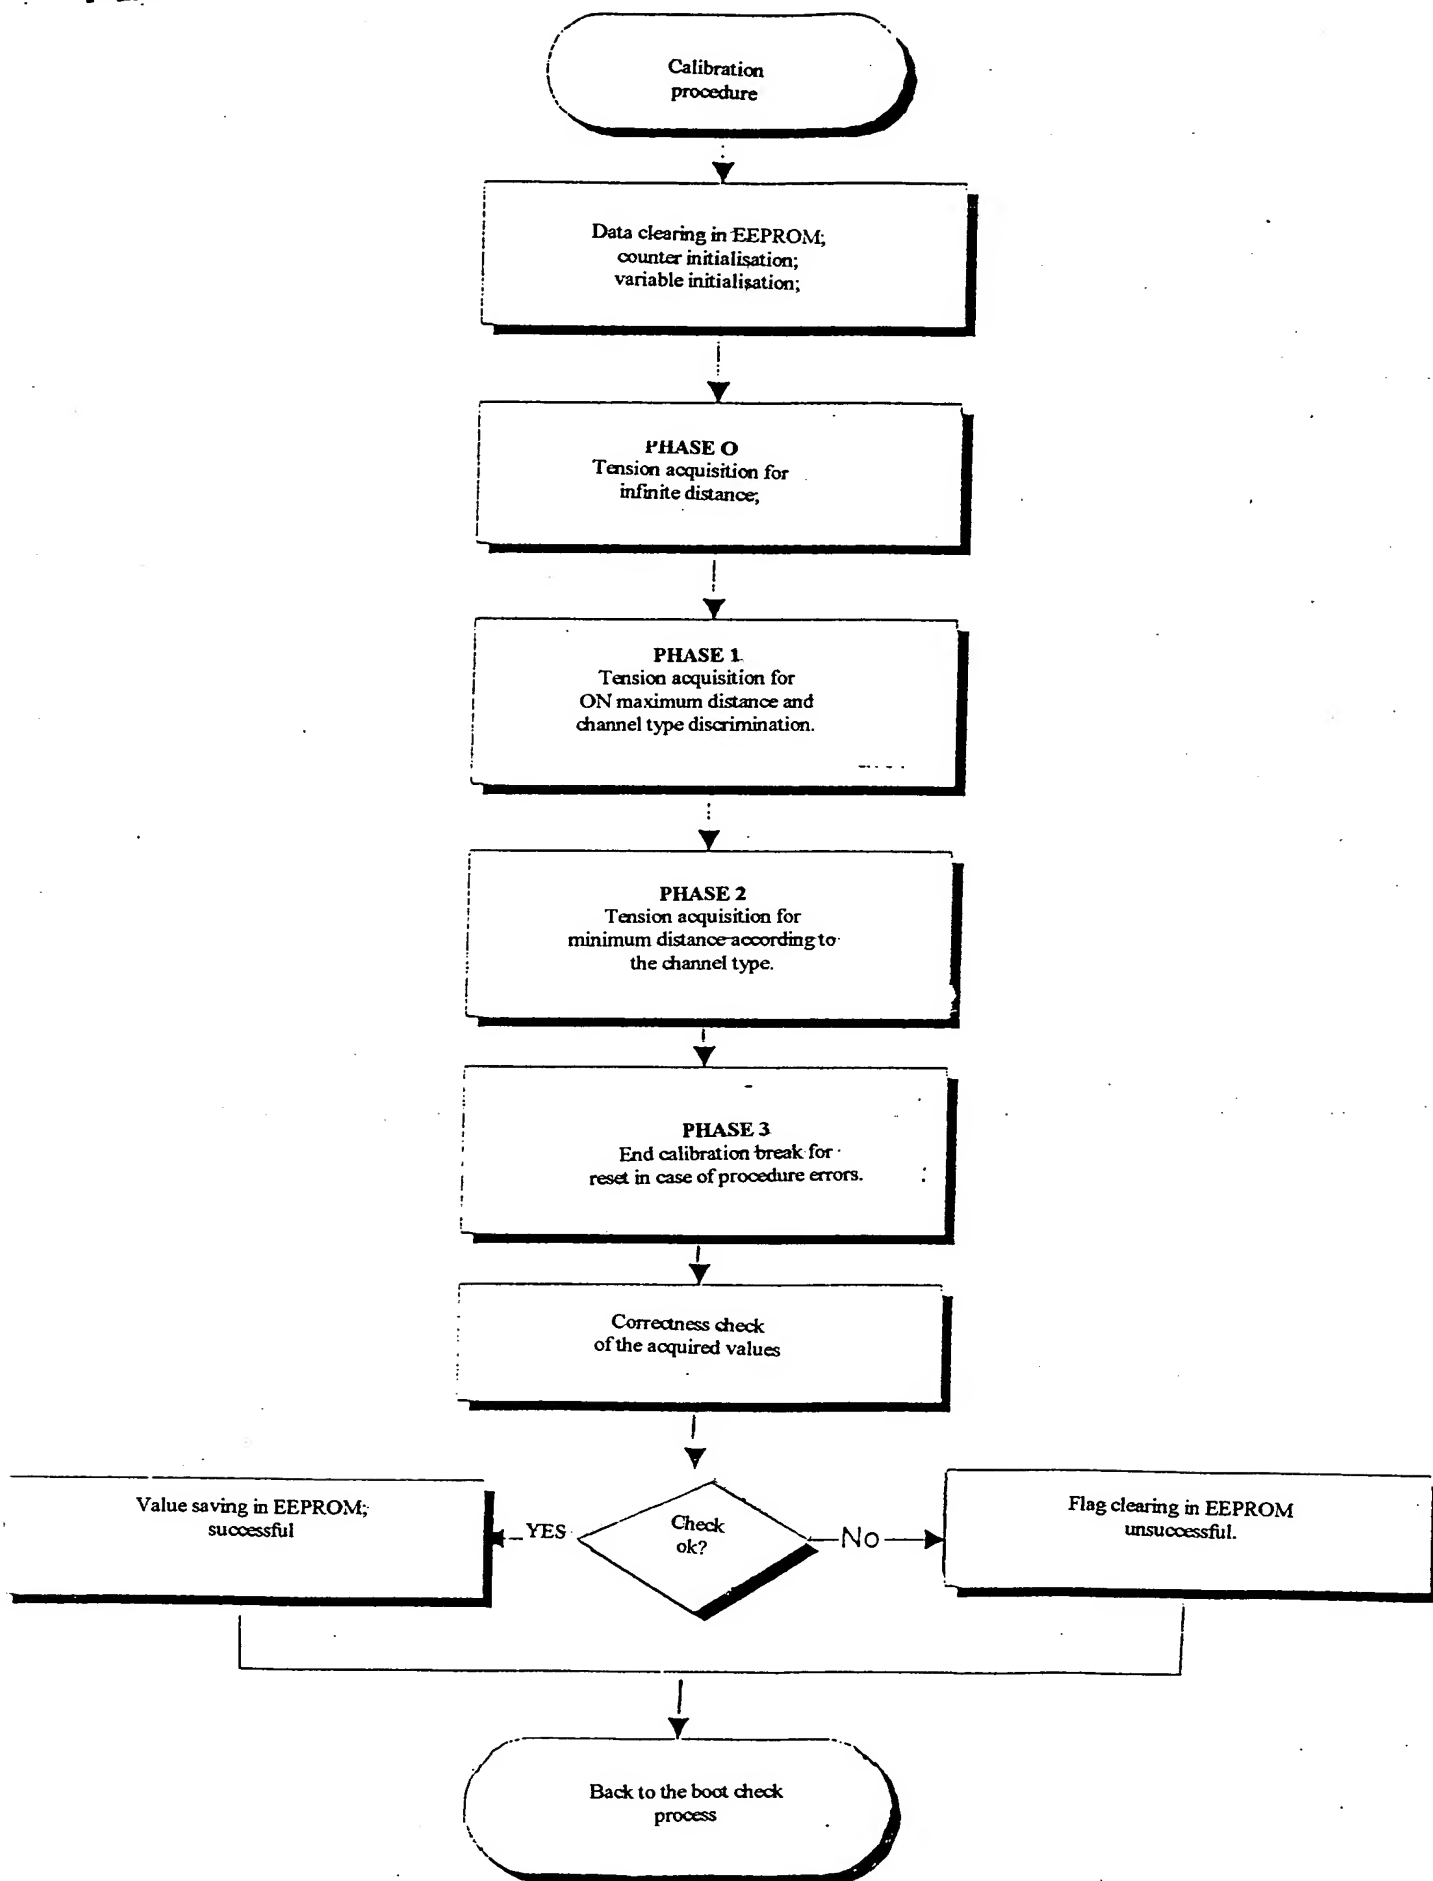 Calibration
procedure
Data clearing in EEPROM;
counter initialisation;
variable initialisation;
PHASE O
Tension acquisition for
infinite distance;
PHASE 1
Tension acquisition for
ON maximum distance and
channel type discrimination.
PHASE 2
Tension acquisition for
minimum distance according to
the channel type.
PHASE 3
End calibration break for
reset in case of procedure errors.
Correctness check
of the acquired values
Value saving in EEPROM;
successful
YES
Check
ok?
No
Flag clearing in EEPROM
unsuccessful.
Back to the boot check
process